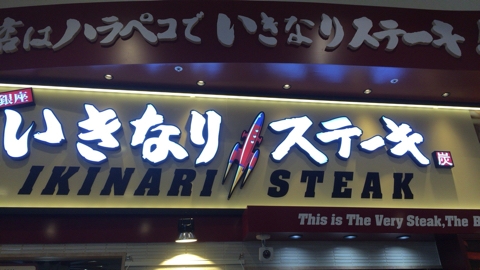 店はハラペコで いきなりステーキ
銀座
いきなりステーキ
炭
IKINARI STEAK
This is The Very Steak,The B